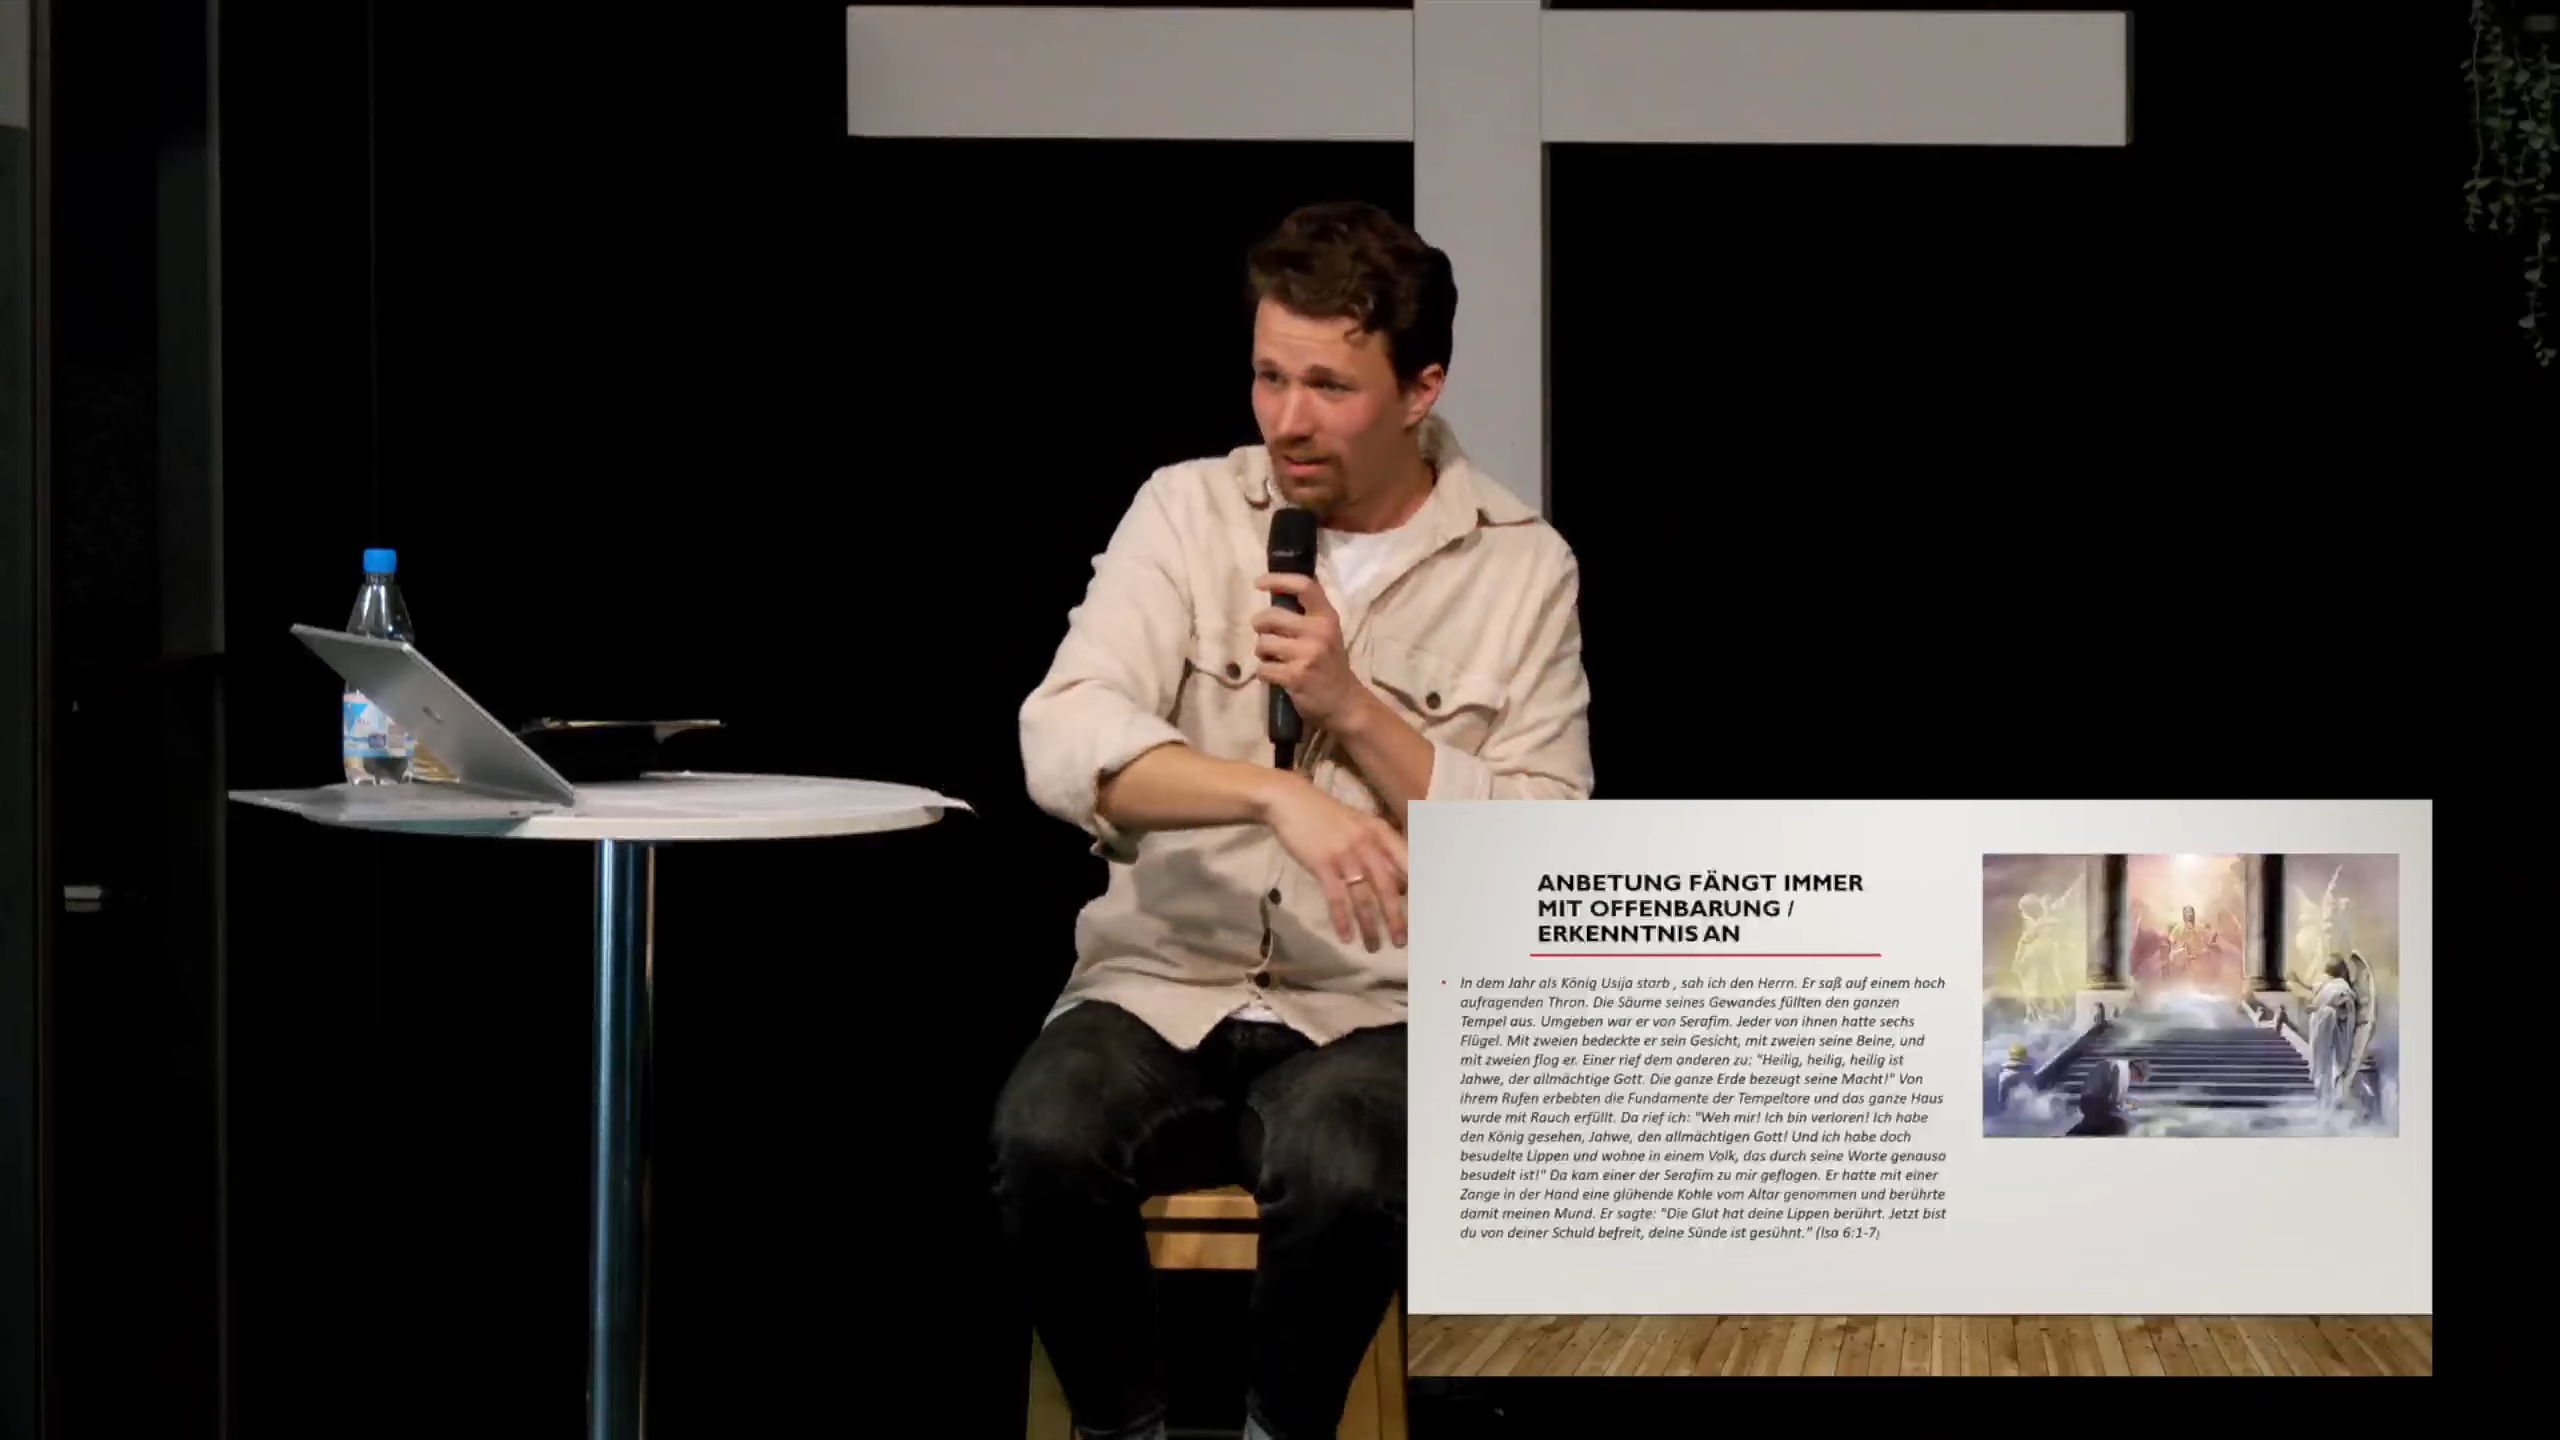 ANBETUNG FÄNGT IMMER
MIT OFFENBARUNG /
ERKENNTNIS AN
• In dem Jahr als König Usija starb , sah ich den Herrn. Er saß auf einem hoch
aufragenden Thron. Die Säume seines Gewandes füllten den ganzen
Tempel aus. Umgeben war er von Serafim. Jeder von ihnen hatte sechs
Flügel. Mit zweien bedeckte er sein Gesicht, mit zweien seine Beine, und
mit zweien flog er. Einer rief dem anderen zu: "Heilig, heilig, heilig ist
Jahwe, der allmächtige Gott. Die ganze Erde bezeugt seine Macht!" Von
ihrem Rufen erbebten die Fundamente der Tempeltore und das ganze Haus
wurde mit Rauch erfüllt. Da rief ich: "Weh mir! Ich bin verloren! Ich habe
den König gesehen, Jahwe, den allmächtigen Gott! Und ich habe doch
besudelte Lippen und wohne in einem Volk, das durch seine Worte genauso
besudelt ist!" Da kam einer der Serafim zu mir geflogen. Er hatte mit einer
Zange in der Hand eine glühende Kohle vom Altar genommen und berührte
damit meinen Mund. Er sagte: "Die Glut hat deine Lippen berührt. Jetzt bist
du von deiner Schuld befreit, deine Sünde ist gesühnt." (Isa 6:1-7)